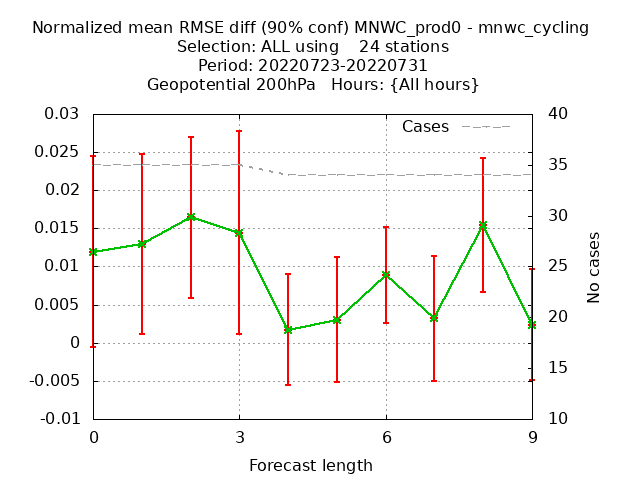 Normalized mean RMSE diff (90% conf) MNWC_prod0 - mnwc_cycling
Selection: ALL using    24 stations
Period: 20220723-20220731
Geopotential 200hPa   Hours: {All hours}
0.03
0.025
0.02
0.015
0.01
0.005
0
-0.005
-0.01
Cases
40
35
30
25
20
15
10
No cases
0
3
6
9
Forecast length